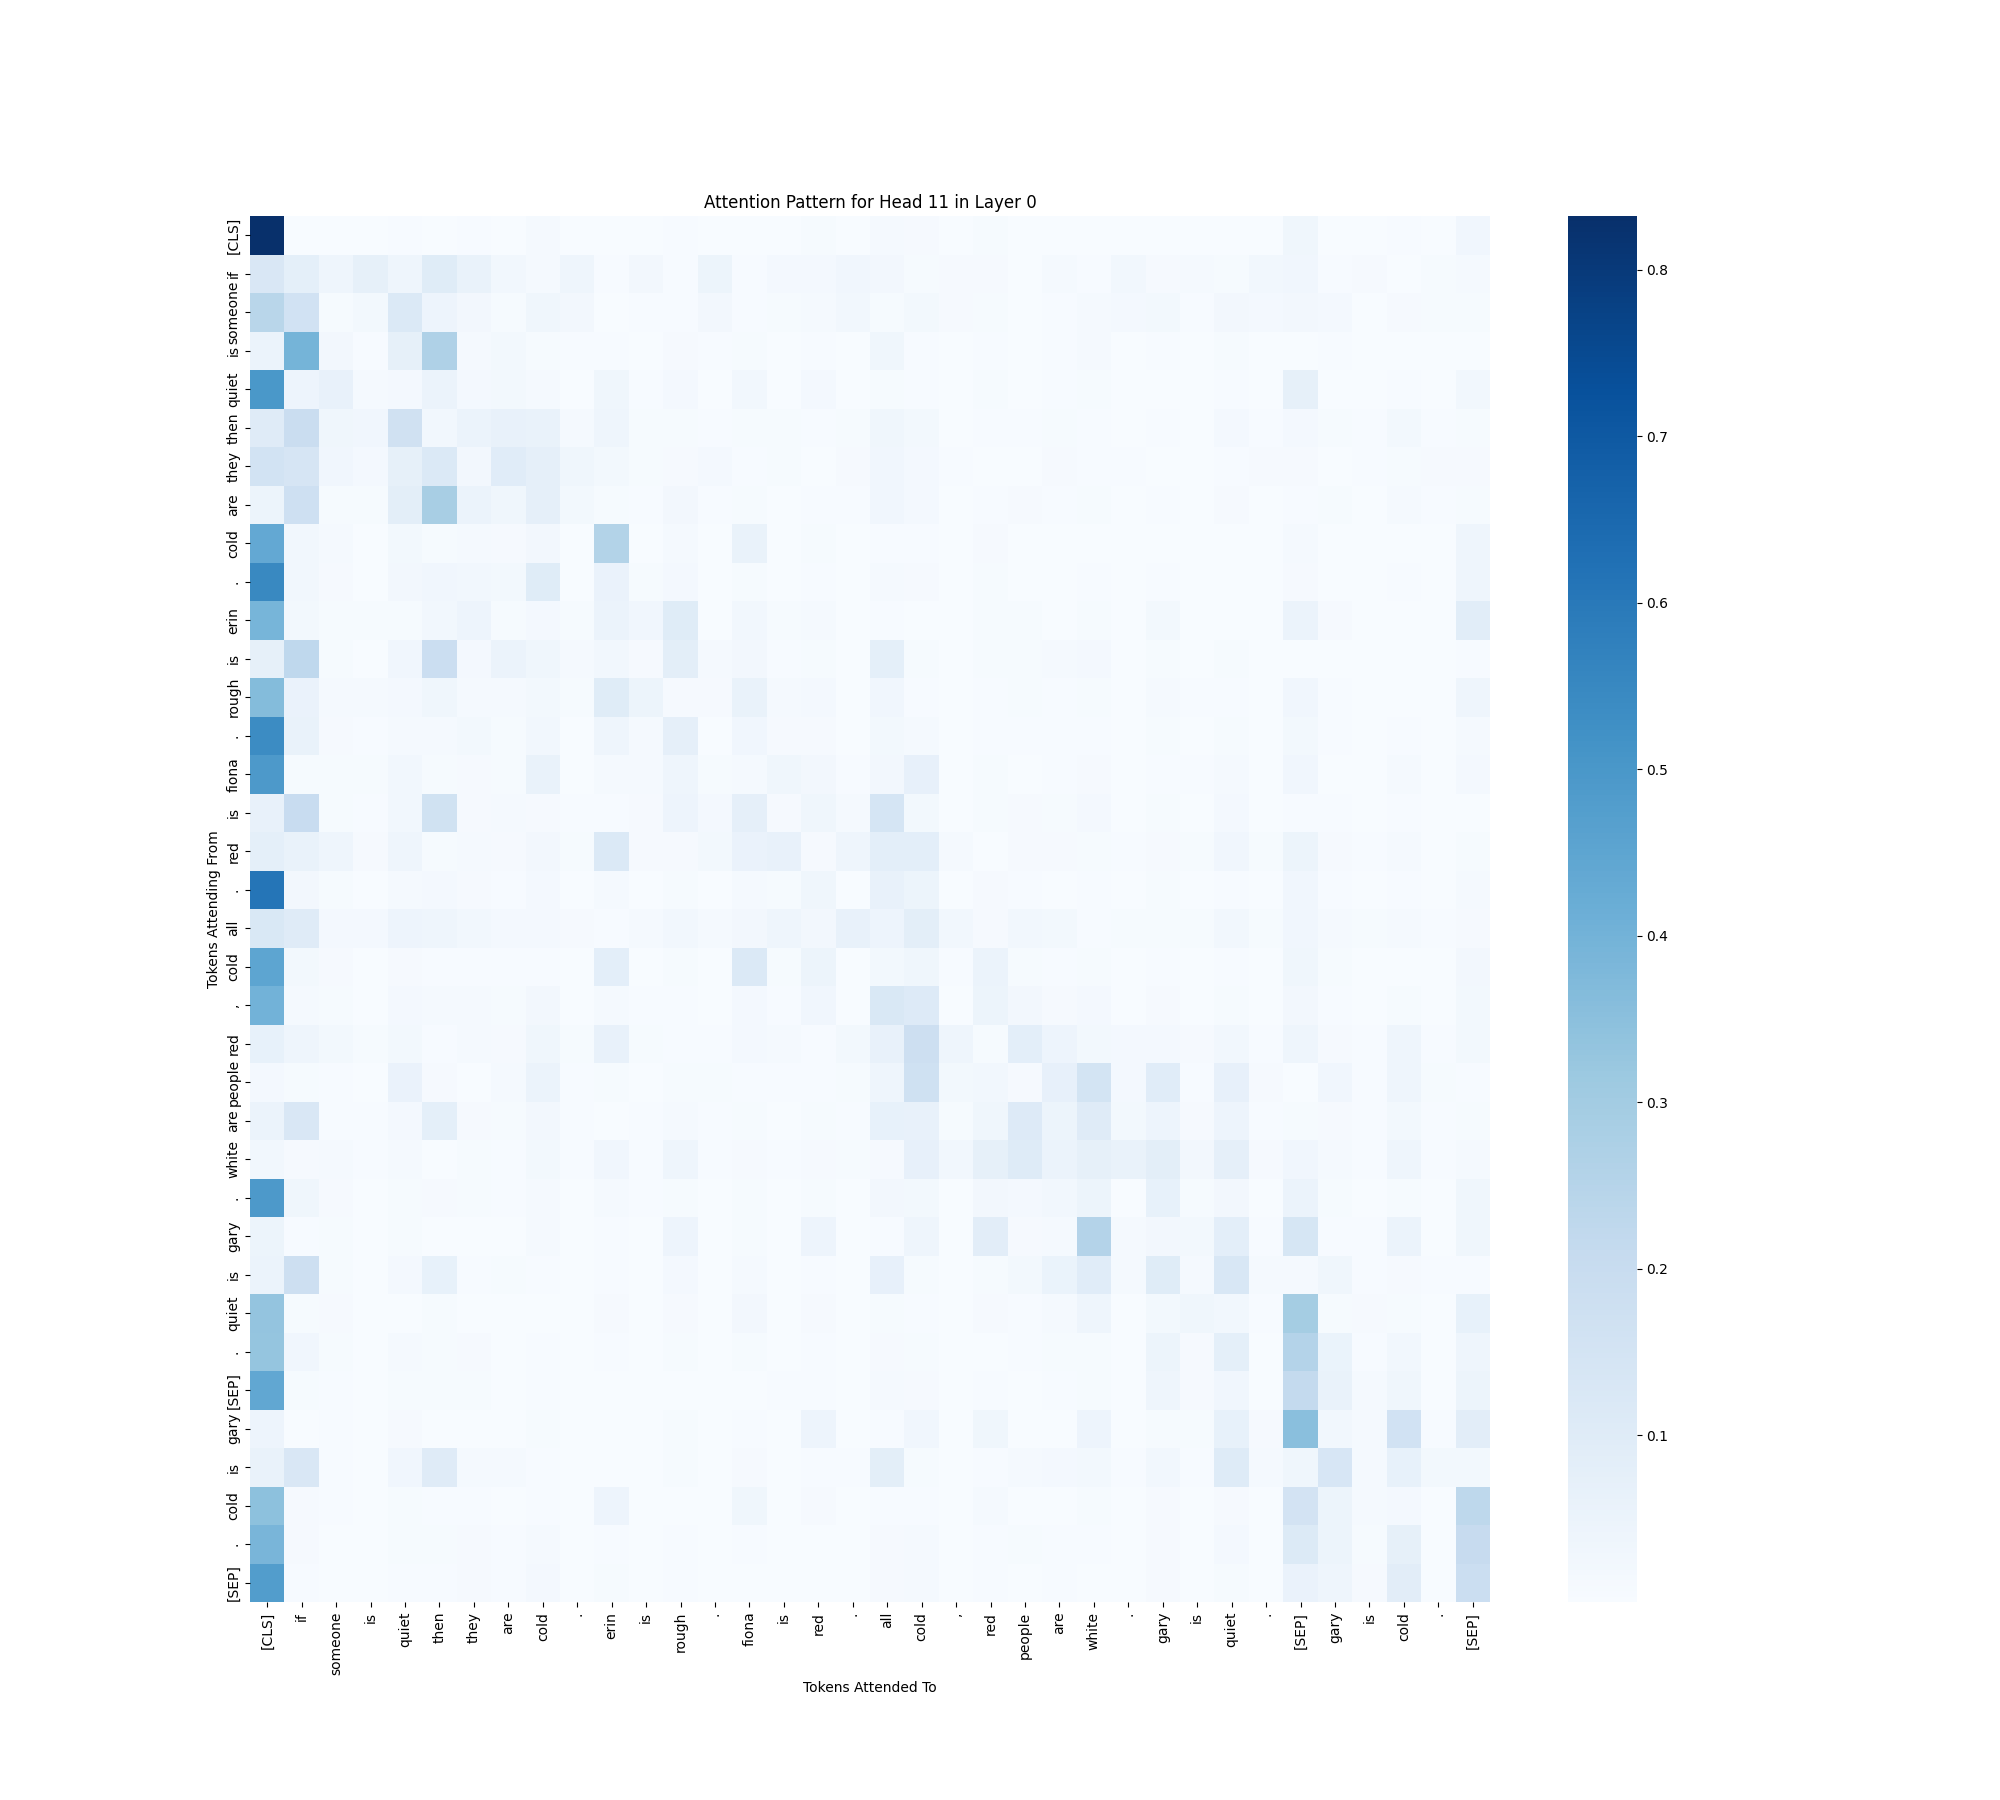 Attention Pattern for Head 11 in Layer 0
Tokens Attending From
[CLS]
if
someone
is
quiet
then
they
are
cold
.
erin
is
rough
.
fiona
is
red
.
all
cold
,
red
people
are
white
.
gary
is
quiet
.
[SEP]
gary
is
cold
.
[SEP]
[CLS] if someone is quiet then they are cold . erin is rough . fiona is red . all cold , red people are white . gary is quiet . [SEP] gary is cold . [SEP]
Tokens Attended To
0.8
0.7
0.6
0.5
0.4
0.3
0.2
0.1